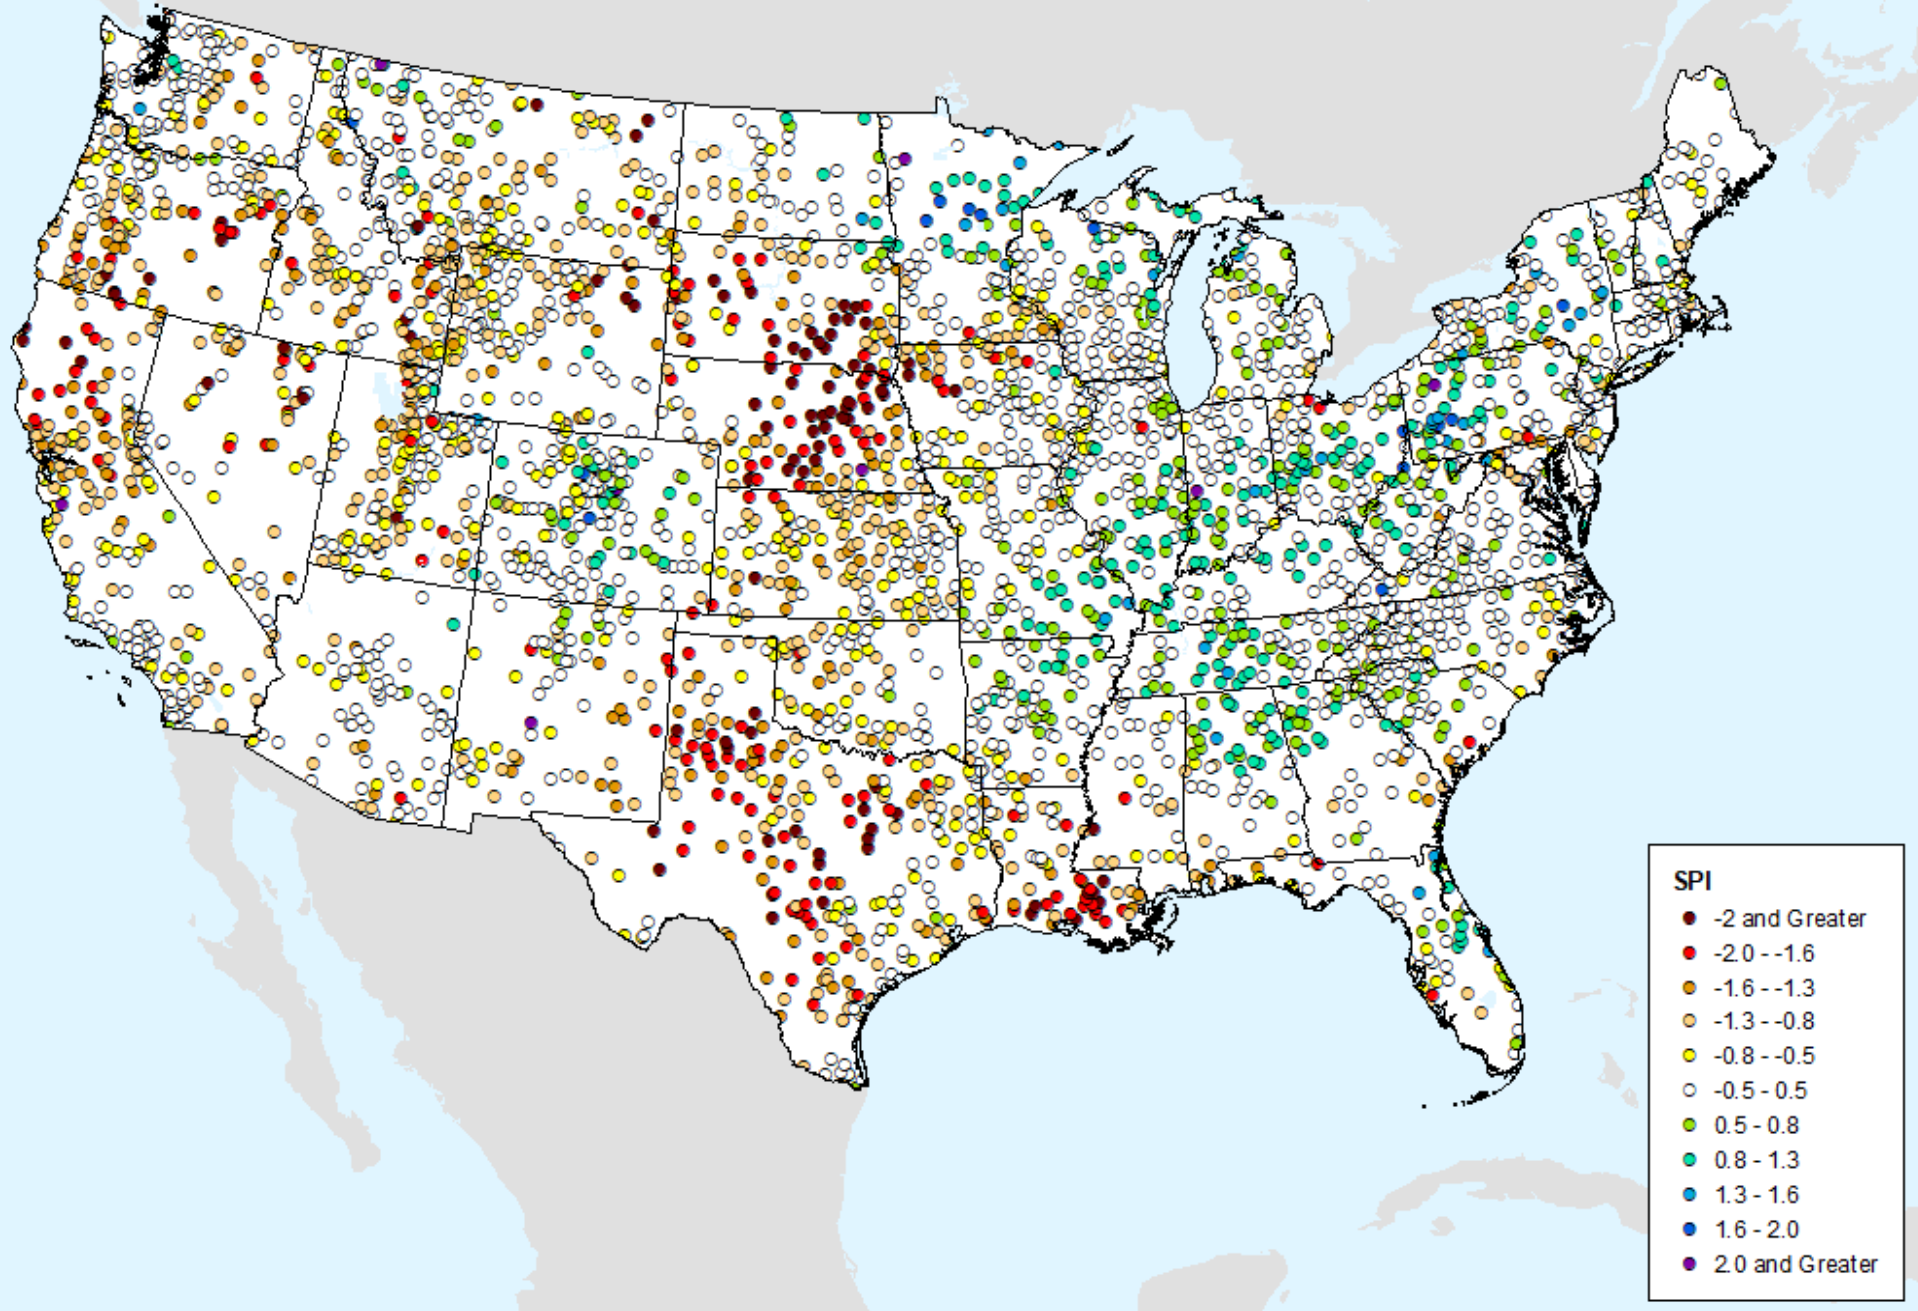 SPI
-2 and Greater
-2.0 - -1.6
-1.6 - -1.3
-1.3 - -0.8
-0.8 - -0.5
-0.5 - 0.5
0.5 - 0.8
0.8 - 1.3
1.3 - 1.6
1.6 - 2.0
2.0 and Greater